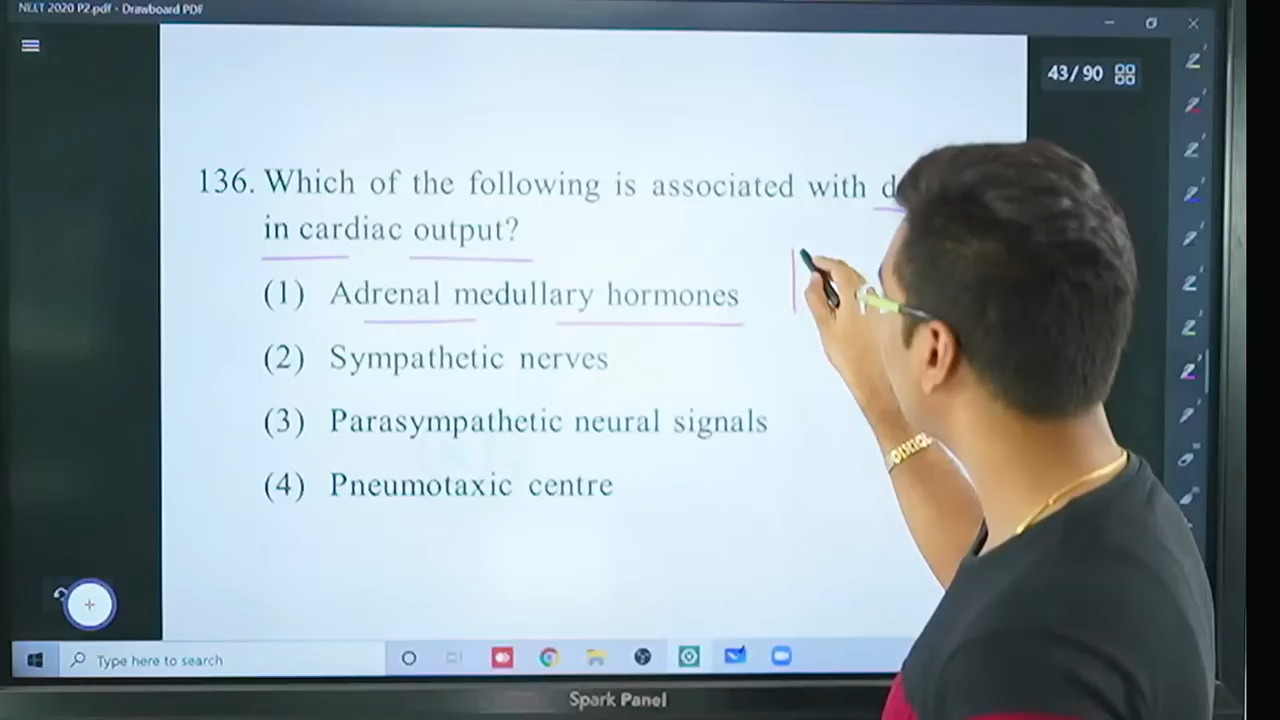 NEET 2020 P2.pdf - Drawboard PDF
43 / 90
136. Which of the following is associated with
in cardiac output?
(1) Adrenal medullary hormones
(2) Sympathetic nerves
(3) Parasympathetic neural signals
(4) Pneumotaxic centre
Type here to search
Spark Panel